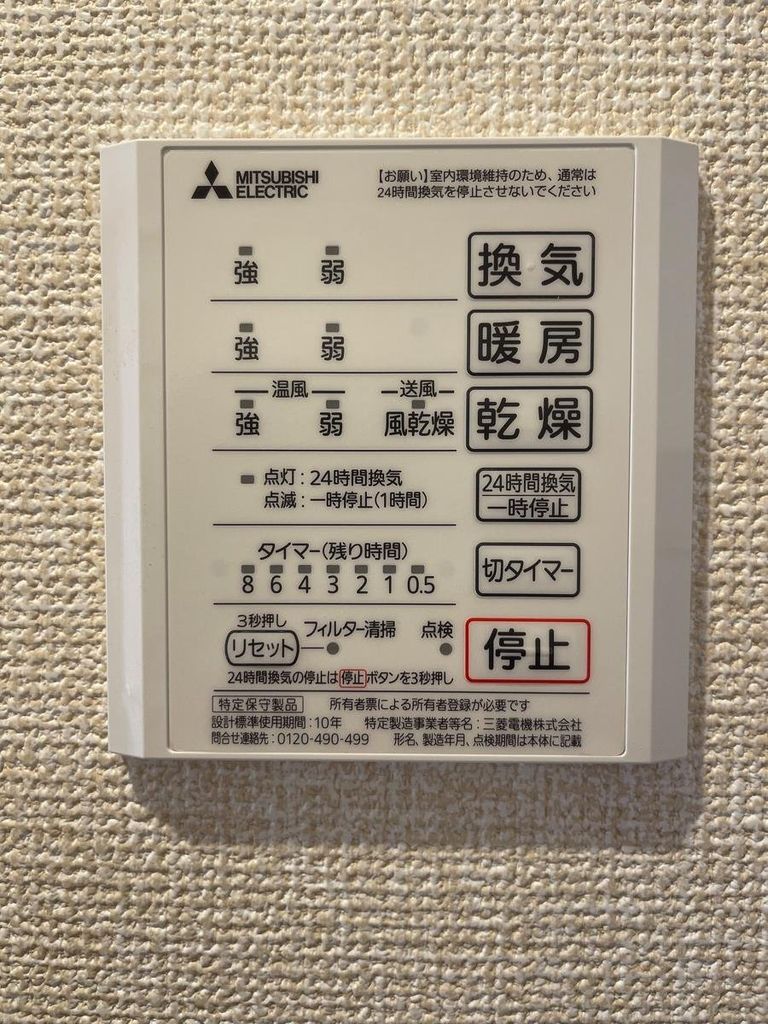 MITSUBISHI ELECTRIC
【お願い】室内環境維持のため、通常は
24時間換気を停止させないでください
強 弱 換気
強 弱 暖房
温風 送風
強 弱 風乾燥 乾燥
点灯:24時間換気
点滅:一時停止(1時間)
24時間換気
一時停止
タイマー(残り時間)
8 6 4 3 2 1 0.5
切タイマー
3秒押し
リセット フィルター清掃 点検
停止
24時間換気の停止は停止ボタンを3秒押し
特定保守製品 所有者票による所有者登録が必要です
設計標準使用期間:10年 特定製造事業者等名:三菱電機株式会社
問合せ連絡先:0120-490-499 形名、製造年月、点検期間は本体に記載